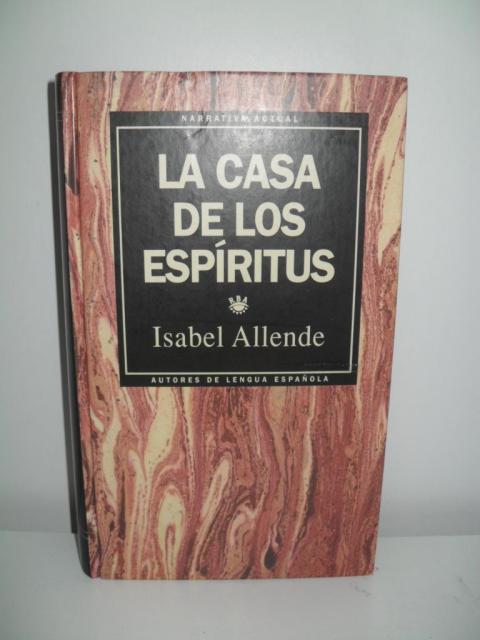 NARRATIVA ACTUAL
LA CASA
DE LOS
ESPÍRITUS
RBA
Isabel Allende
AUTORES DE LENGUA ESPAÑOLA